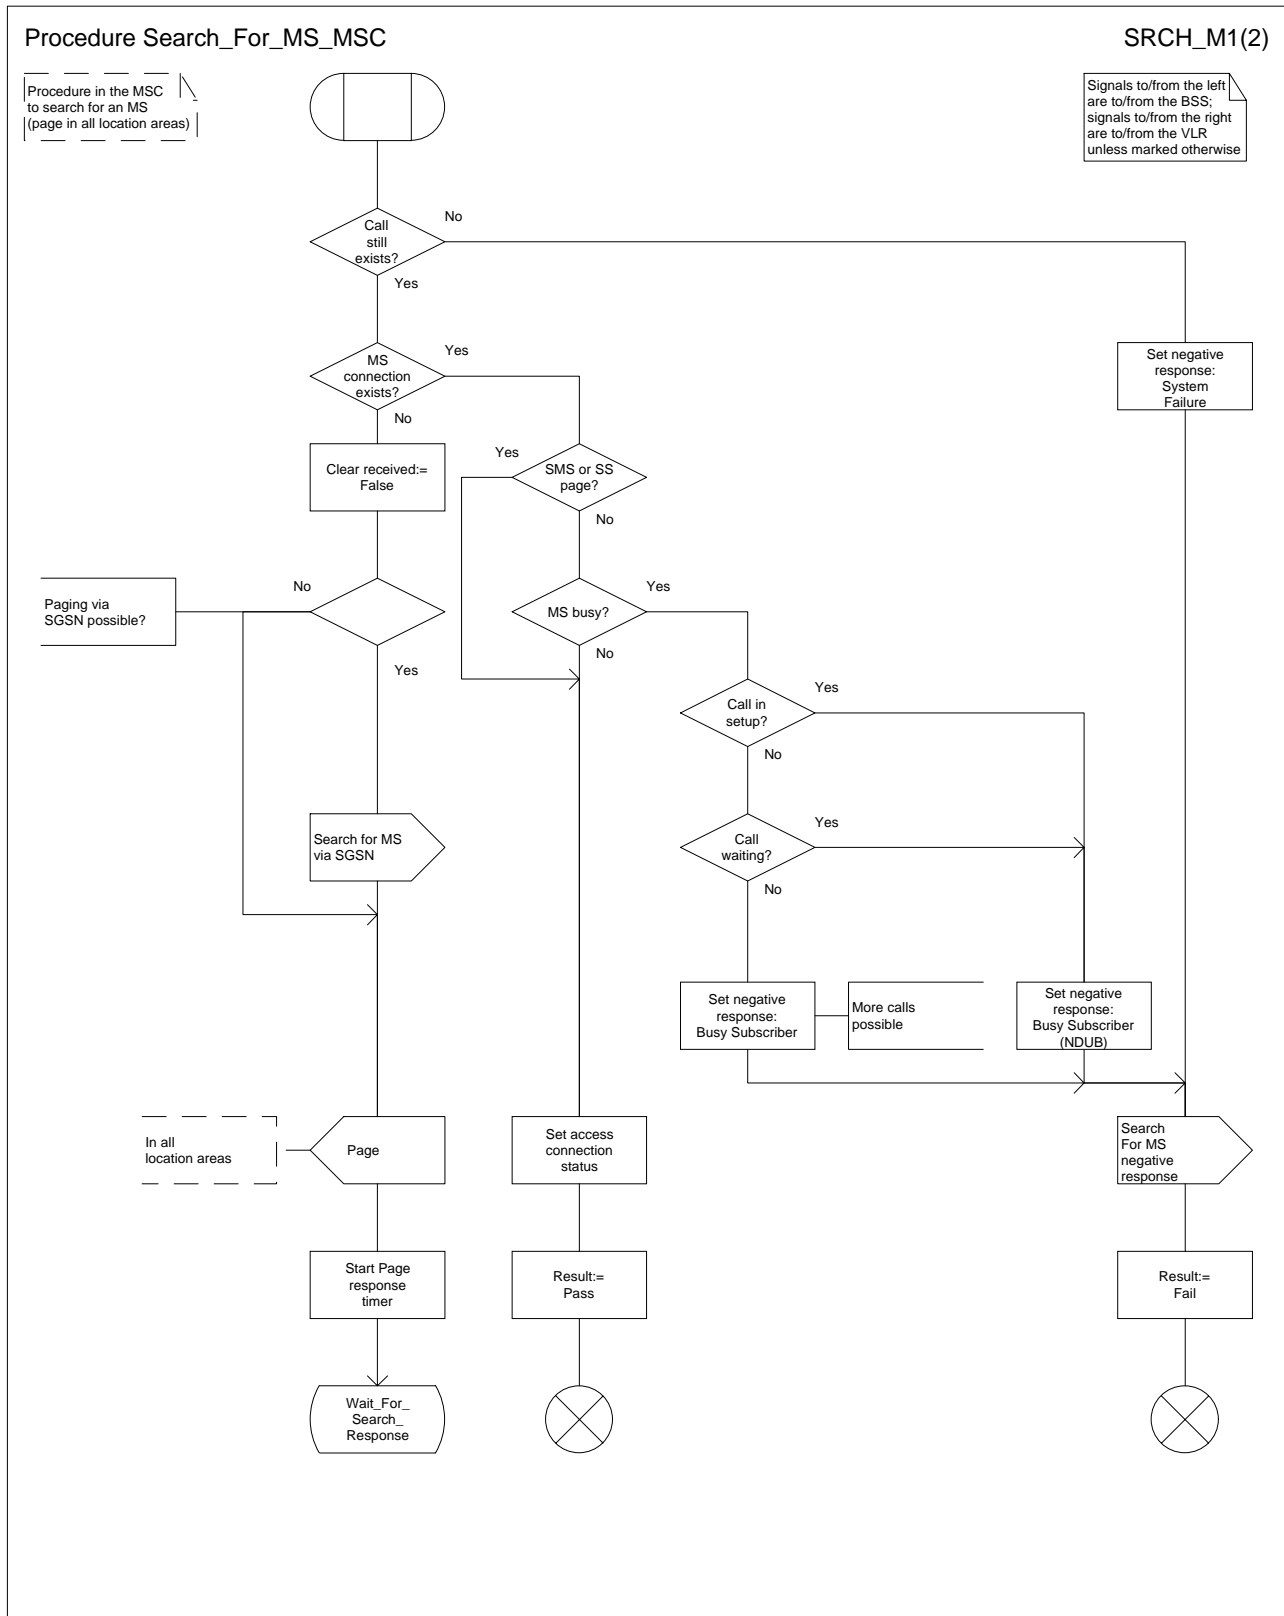 Procedure Search_For_MS_MSC
SRCH_M1(2)
Procedure in the MSC
to search for an MS
(page in all location areas)
Signals to/from the left
are to/from the BSS;
signals to/from the right
are to/from the VLR
unless marked otherwise
Call
still
exists?
No
Yes
MS
connection
exists?
Yes
No
Set negative
response:
System
Failure
Clear received:=
False
Yes
SMS or SS
page?
No
Paging via
SGSN possible?
No
Yes
MS busy?
Yes
No
Call in
setup?
Yes
No
Search for MS
via SGSN
Call
waiting?
Yes
No
Set negative
response:
Busy Subscriber
More calls
possible
Set negative
response:
Busy Subscriber
(NDUB)
In all
location areas
Page
Set access
connection
status
Search
For MS
negative
response
Start Page
response
timer
Result:=
Pass
Result:=
Fail
Wait_For_
Search_
Response